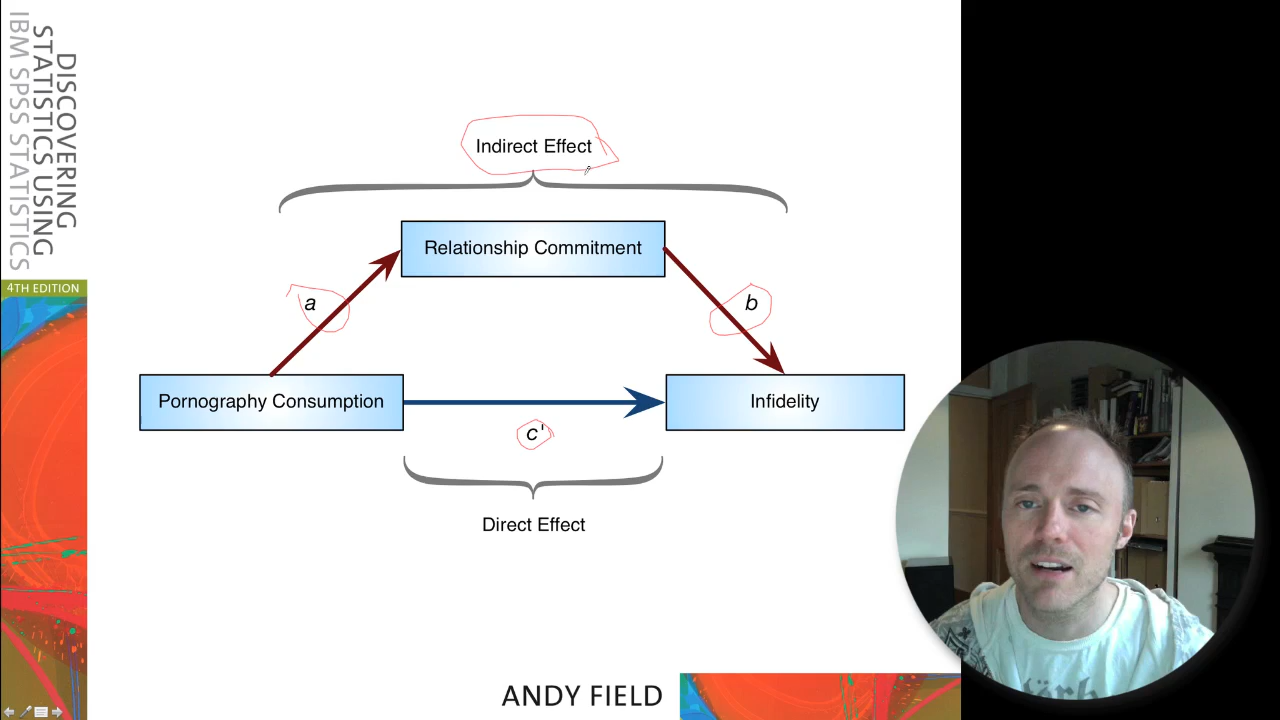 DISCOVERING
STATISTICS USING
IBM SPSS STATISTICS
4TH EDITION
Indirect Effect
Relationship Commitment
a
b
Pornography Consumption
Infidelity
c'
Direct Effect
ANDY FIELD